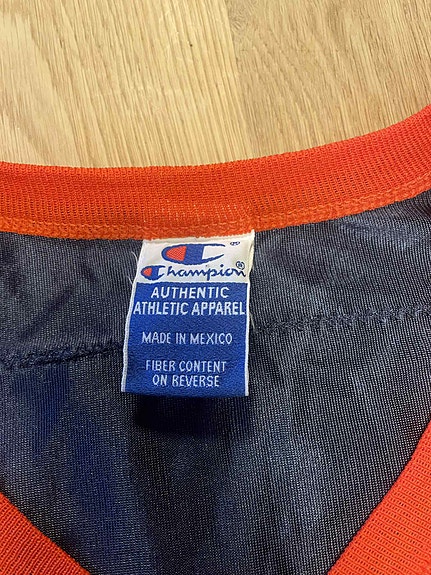 Champion®
AUTHENTIC
ATHLETIC APPAREL
MADE IN MEXICO
FIBER CONTENT
ON REVERSE